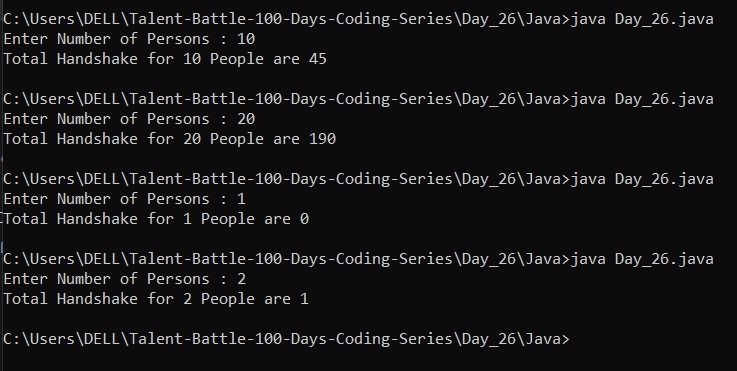 C:\Users\DELL\Talent-Battle-100-Days-Coding-Series\Day_26\Java>java Day_26.java
Enter Number of Persons : 10
Total Handshake for 10 People are 45
C:\Users\DELL\Talent-Battle-100-Days-Coding-Series\Day_26\Java>java Day_26.java
Enter Number of Persons : 20
Total Handshake for 20 People are 190
C:\Users\DELL\Talent-Battle-100-Days-Coding-Series\Day_26\Java>java Day_26.java
Enter Number of Persons : 1
Total Handshake for 1 People are 0
C:\Users\DELL\Talent-Battle-100-Days-Coding-Series\Day_26\Java>java Day_26.java
Enter Number of Persons : 2
Total Handshake for 2 People are 1
C:\Users\DELL\Talent-Battle-100-Days-Coding-Series\Day_26\Java>